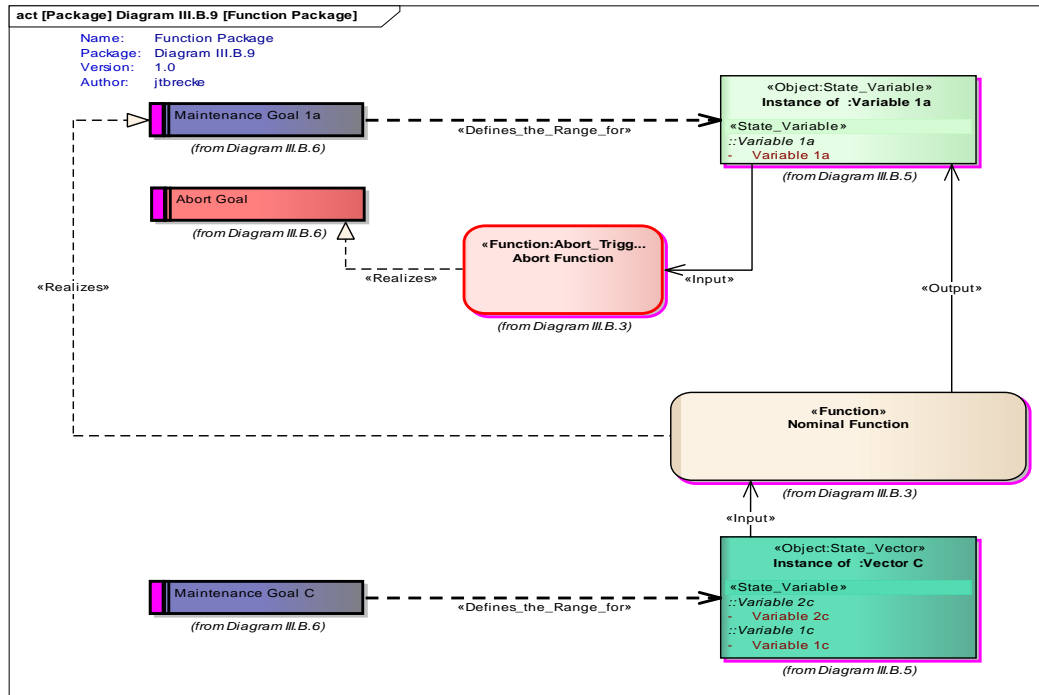 act [Package] Diagram III.B.9 [Function Package]
Name: Function Package
Package: Diagram III.B.9
Version: 1.0
Author: jtbrecke
Maintenance Goal 1a
(from Diagram III.B.6)
«Defines_the_Range_for»
«Object:State_Variable»
Instance of :Variable 1a
«State_Variable»
::Variable 1a
- Variable 1a
(from Diagram III.B.5)
Abort Goal
(from Diagram III.B.6)
«Function:Abort_Trigg...
Abort Function
(from Diagram III.B.3)
«Realizes»
«Input»
«Realizes»
«Output»
«Function»
Nominal Function
(from Diagram III.B.3)
«Input»
«Object:State_Vector»
Instance of :Vector C
«State_Variable»
::Variable 2c
- Variable 2c
::Variable 1c
- Variable 1c
(from Diagram III.B.5)
Maintenance Goal C
(from Diagram III.B.6)
«Defines_the_Range_for»